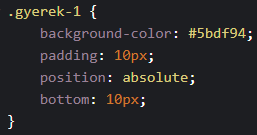 .gyerek-1 {
    background-color: #5bdf94;
    padding: 10px;
    position: absolute;
    bottom: 10px;
}